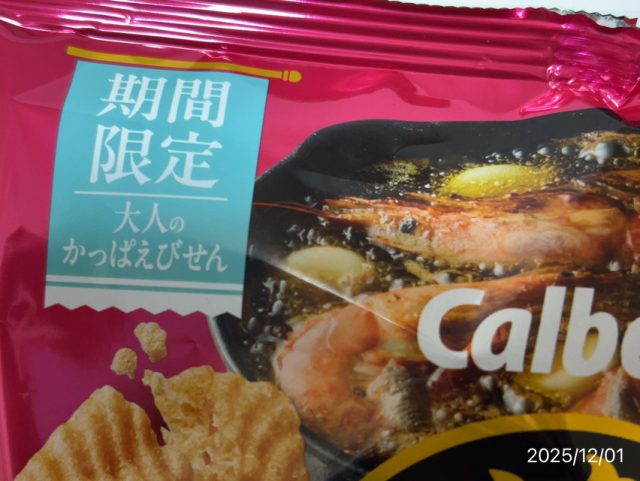 期間
限定
大人の
かっぱえびせん
Calbe
2025/12/01